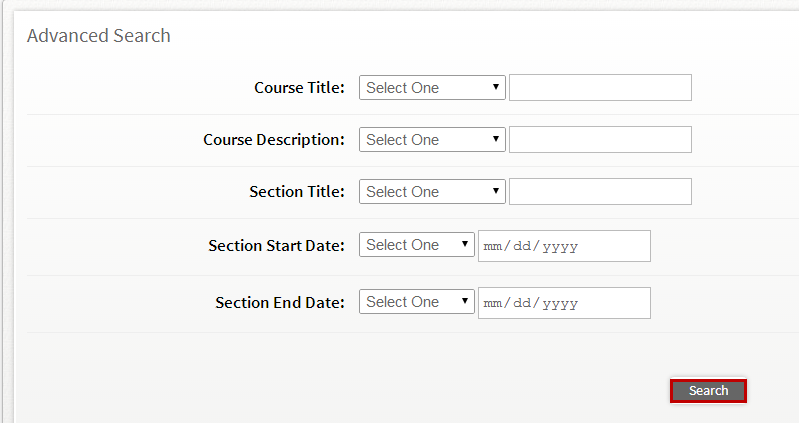 Advanced Search
Course Title: Select One
Course Description: Select One
Section Title: Select One
Section Start Date: Select One mm/dd/yyyy
Section End Date: Select One mm/dd/yyyy
Search